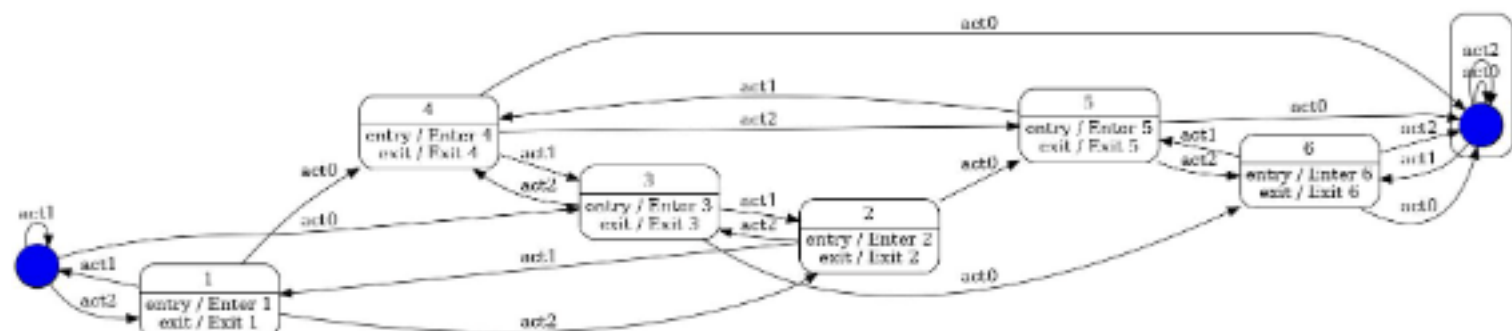 act0
act2
act0
4
entry / Enter 4
exit / Exit 4
act1
act2
5
entry / Enter 5
exit / Exit 5
act0
act1
act2
6
entry / Enter 6
exit / Exit 6
act2
act1
act0
act1
act2
3
entry / Enter 3
exit / Exit 3
act0
act0
act1
act2
2
entry / Enter 2
exit / Exit 2
act0
act1
act0
act1
act1
act2
1
entry / Enter 1
exit / Exit 1
act2